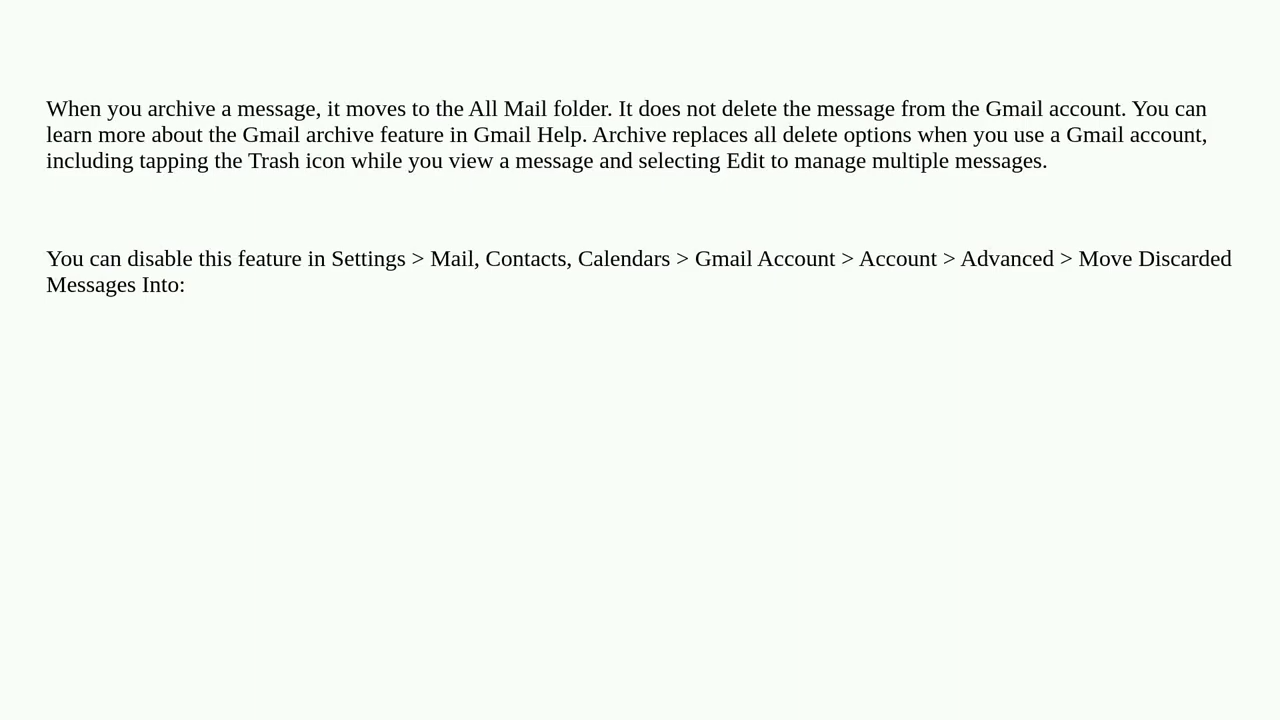 When you archive a message, it moves to the All Mail folder. It does not delete the message from the Gmail account. You can
learn more about the Gmail archive feature in Gmail Help. Archive replaces all delete options when you use a Gmail account,
including tapping the Trash icon while you view a message and selecting Edit to manage multiple messages.
You can disable this feature in Settings > Mail, Contacts, Calendars > Gmail Account > Account > Advanced > Move Discarded
Messages Into: